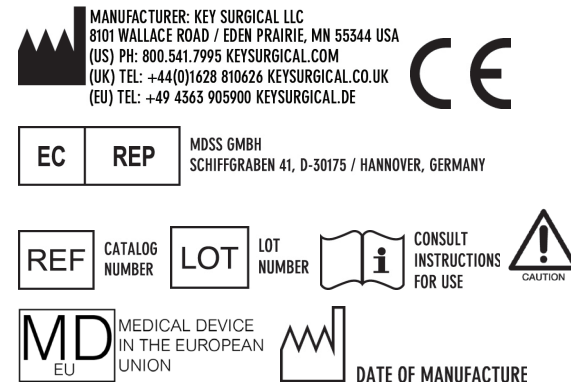 MANUFACTURER: KEY SURGICAL LLC
8101 WALLACE ROAD / EDEN PRAIRIE, MN 55344 USA
(US) PH: 800.541.7995 KEYSURGICAL.COM
(UK) TEL: +44(0)1628 810626 KEYSURGICAL.CO.UK
(EU) TEL: +49 4363 905900 KEYSURGICAL.DE
CE
EC REP
MDSS GMBH
SCHIFFGRABEN 41, D-30175 / HANNOVER, GERMANY
REF
CATALOG
NUMBER
LOT
LOT
NUMBER
i
CONSULT
INSTRUCTIONS
FOR USE
CAUTION
MD
EU
MEDICAL DEVICE
IN THE EUROPEAN
UNION
DATE OF MANUFACTURE